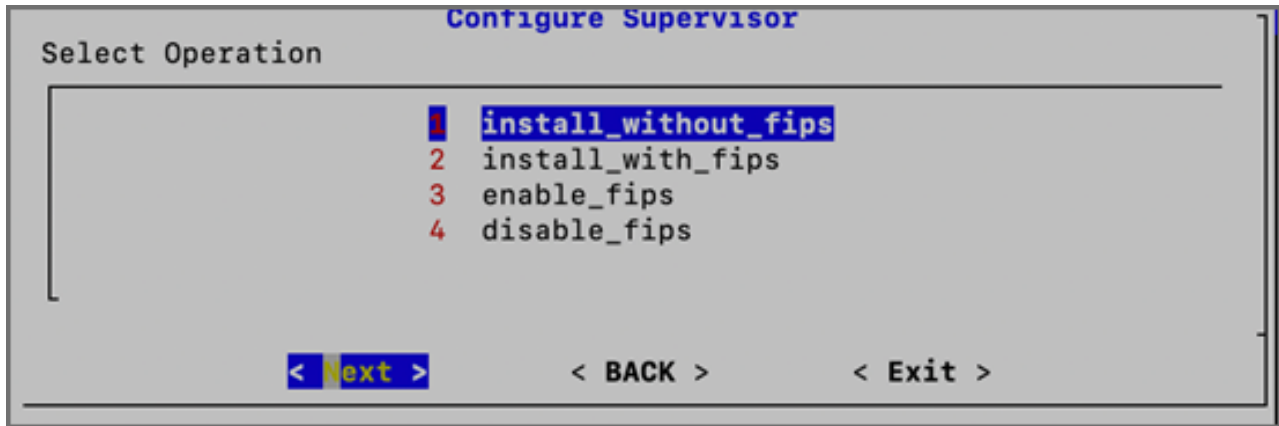 Configure Supervisor
Select Operation
1 install_without_fips
2 install_with_fips
3 enable_fips
4 disable_fips
< Next > < BACK > < Exit >